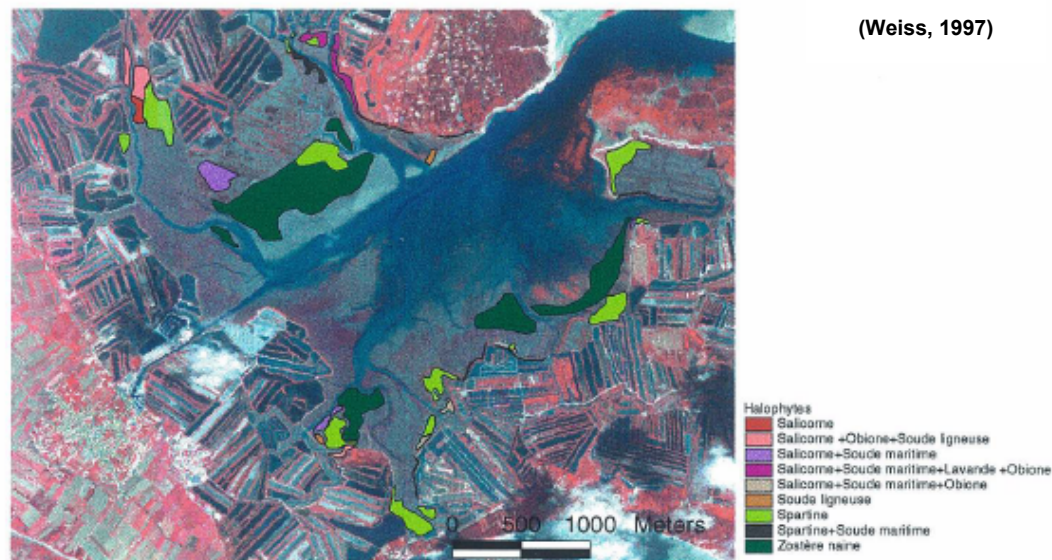 (Weiss, 1997)
Halophytes
Salicorne
Salicorne +Obione+Soude ligneuse
Salicorne+Soude maritime
Salicorne+Soude maritime+Lavande +Obione
Salicorne+Soude maritime+Obione
Soude ligneuse
Spartine
Spartine+Soude maritime
Zostère naine
0 500 1000 Meters